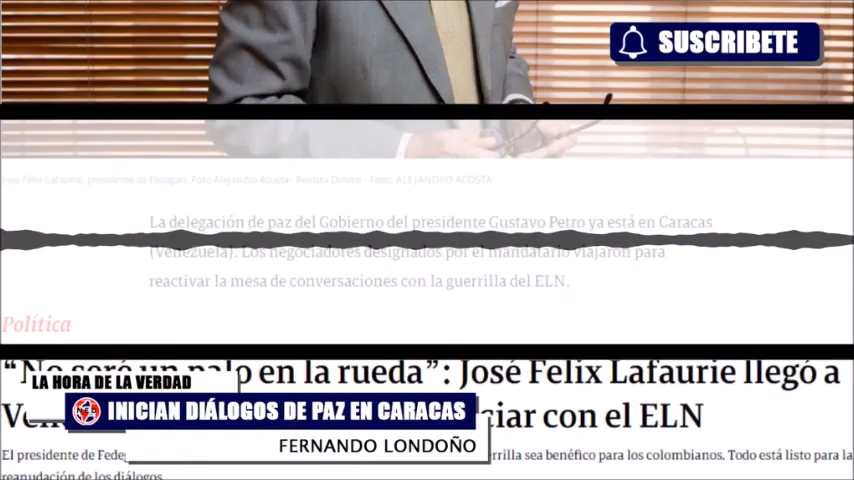 SUSCRIBETE
José Félix Lafaurie, presidente de Fedegán. Foto Alejandro Acosta- Revista Dinero - Foto: ALEJANDRO ACOSTA
La delegación de paz del Gobierno del presidente Gustavo Petro ya está en Caracas
(Venezuela). Los negociadores designados por el mandatario viajaron para
reactivar la mesa de conversaciones con la guerrilla del ELN.
Política
“No seré un palo en la rueda”: José Felix Lafaurie llegó a
ciar con el ELN
LA HORA DE LA VERDAD
INICIAN DIÁLOGOS DE PAZ EN CARACAS
FERNANDO LONDOÑO
El presidente de Fede errilla sea benéfico para los colombianos. Todo está listo para la
reanudación de los diálogos.